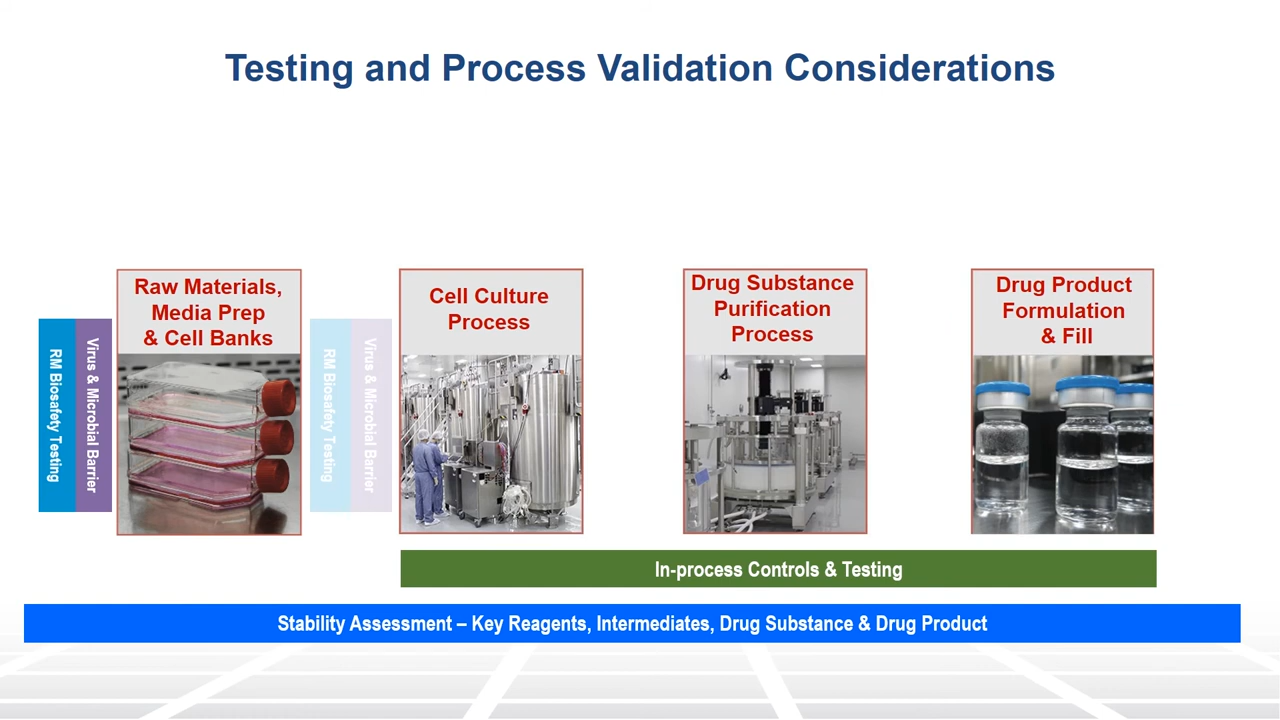 Testing and Process Validation Considerations
RM Biosafety Testing
Virus & Microbial Barrier
Raw Materials,
Media Prep
& Cell Banks
RM Biosafety Testing
Virus & Microbial Barrier
Cell Culture
Process
Drug Substance
Purification
Process
Drug Product
Formulation
& Fill
In-process Controls & Testing
Stability Assessment – Key Reagents, Intermediates, Drug Substance & Drug Product